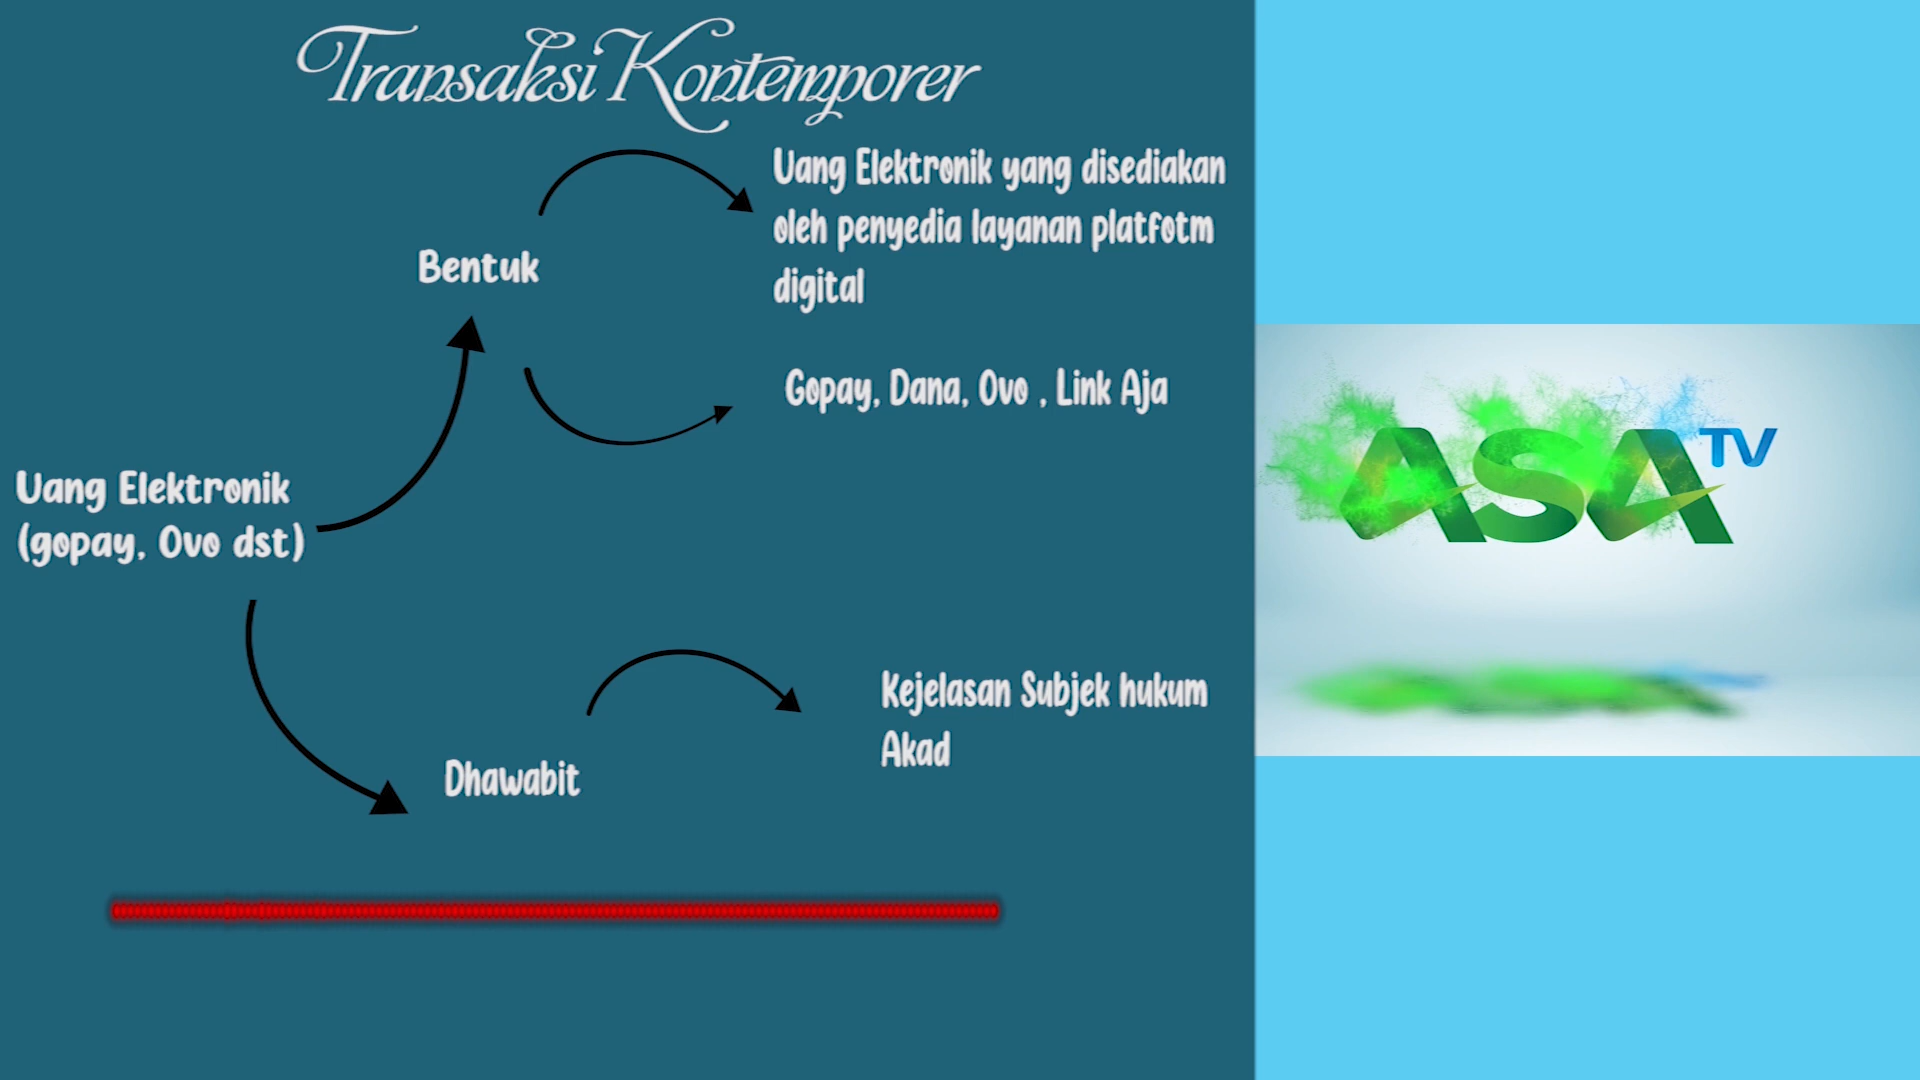 Transaksi Kontemporer
Uang Elektronik yang disediakan
oleh penyedia layanan platfotm
digital
Bentuk
Gopay, Dana, Ovo , Link Aja
Uang Elektronik
(gopay, Ovo dst)
Kejelasan Subjek hukum
Akad
Dhawabit
ASA TV